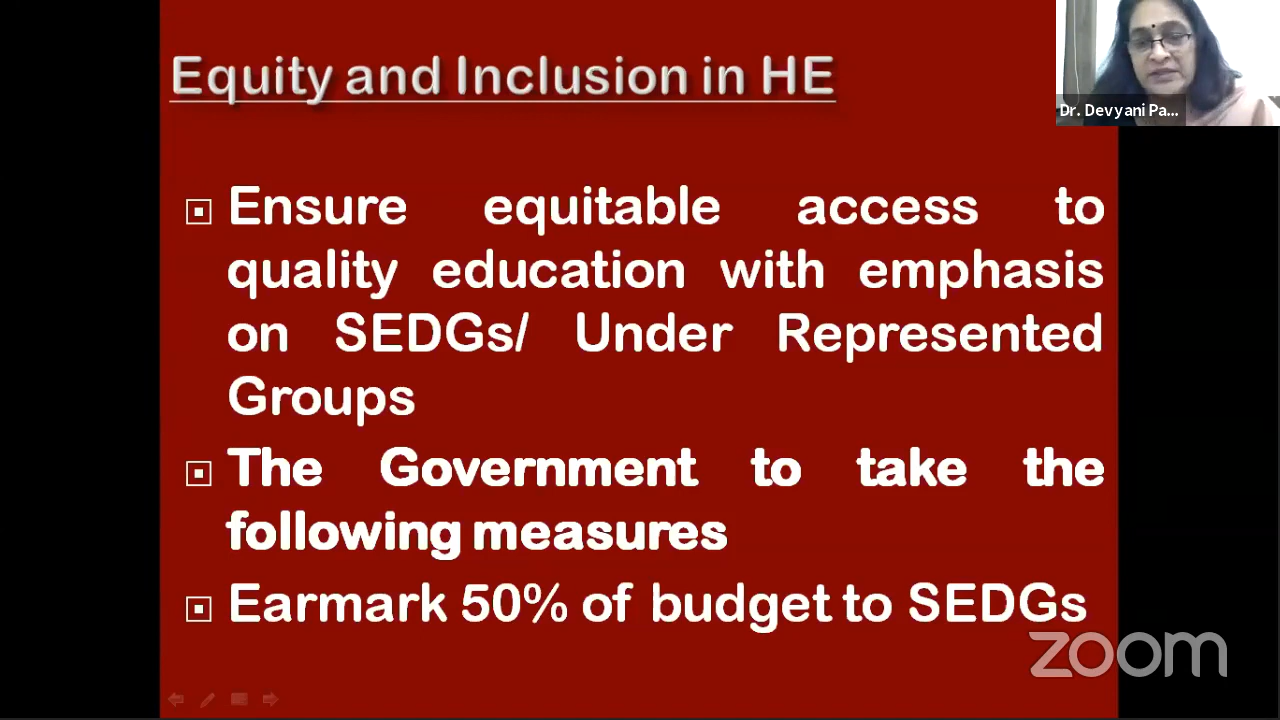 Equity and Inclusion in HE
Dr. Devyani Pa...
Ensure equitable access to
quality education with emphasis
on SEDGs/ Under Represented
Groups
The Government to take the
following measures
Earmark 50% of budget to SEDGs
zoom